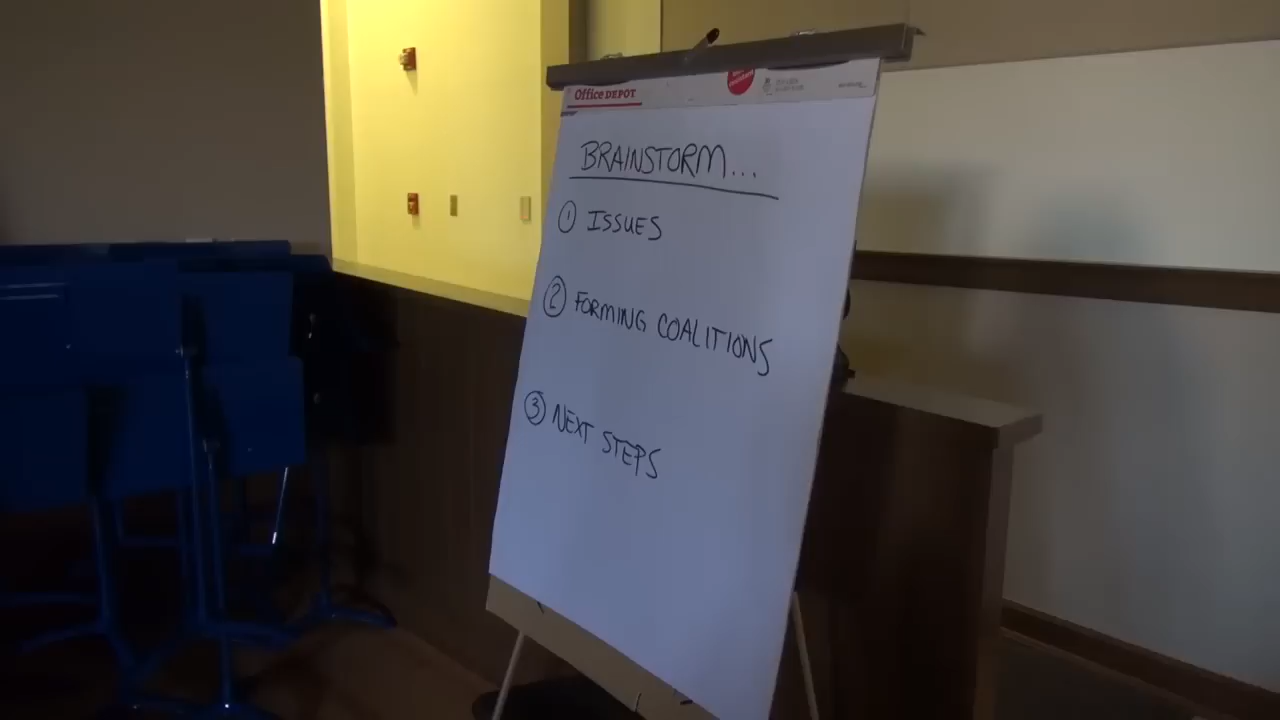 Office DEPOT
BRAINSTORM...
① ISSUES
② FORMING COALITIONS
③ NEXT STEPS